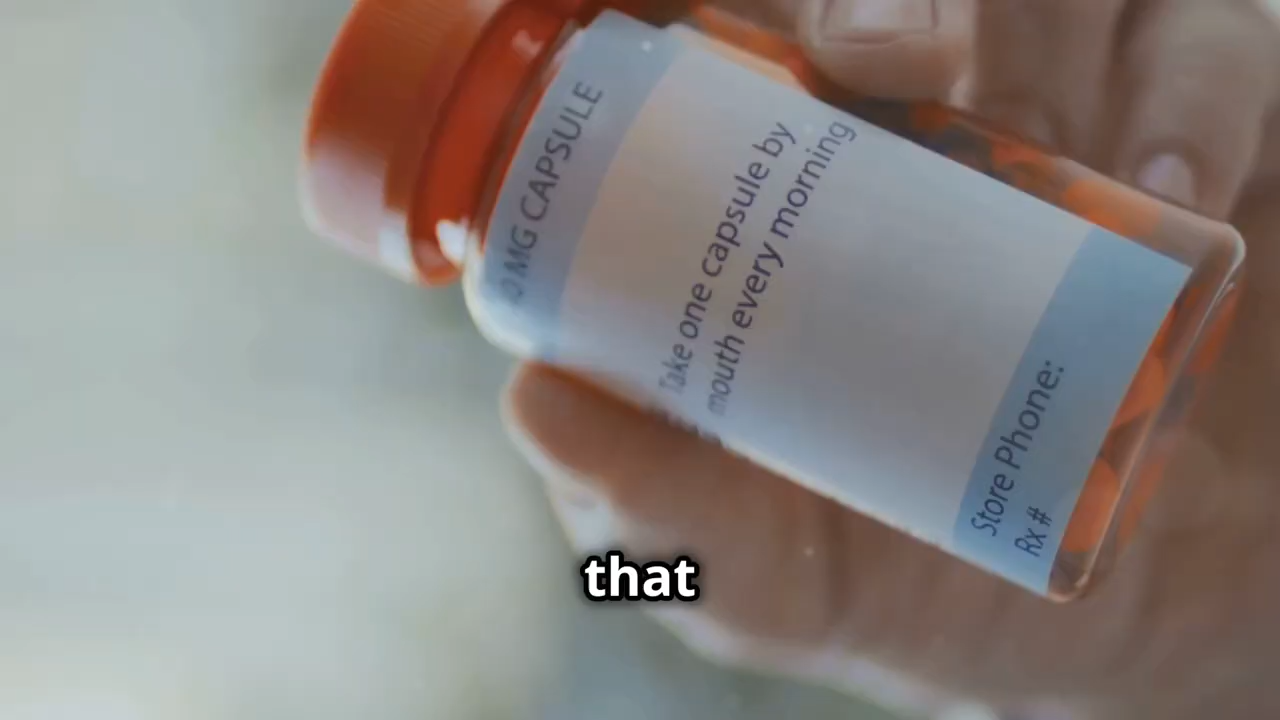 MG CAPSULE
Take one capsule by
mouth every morning
Store Phone:
Rx #
that